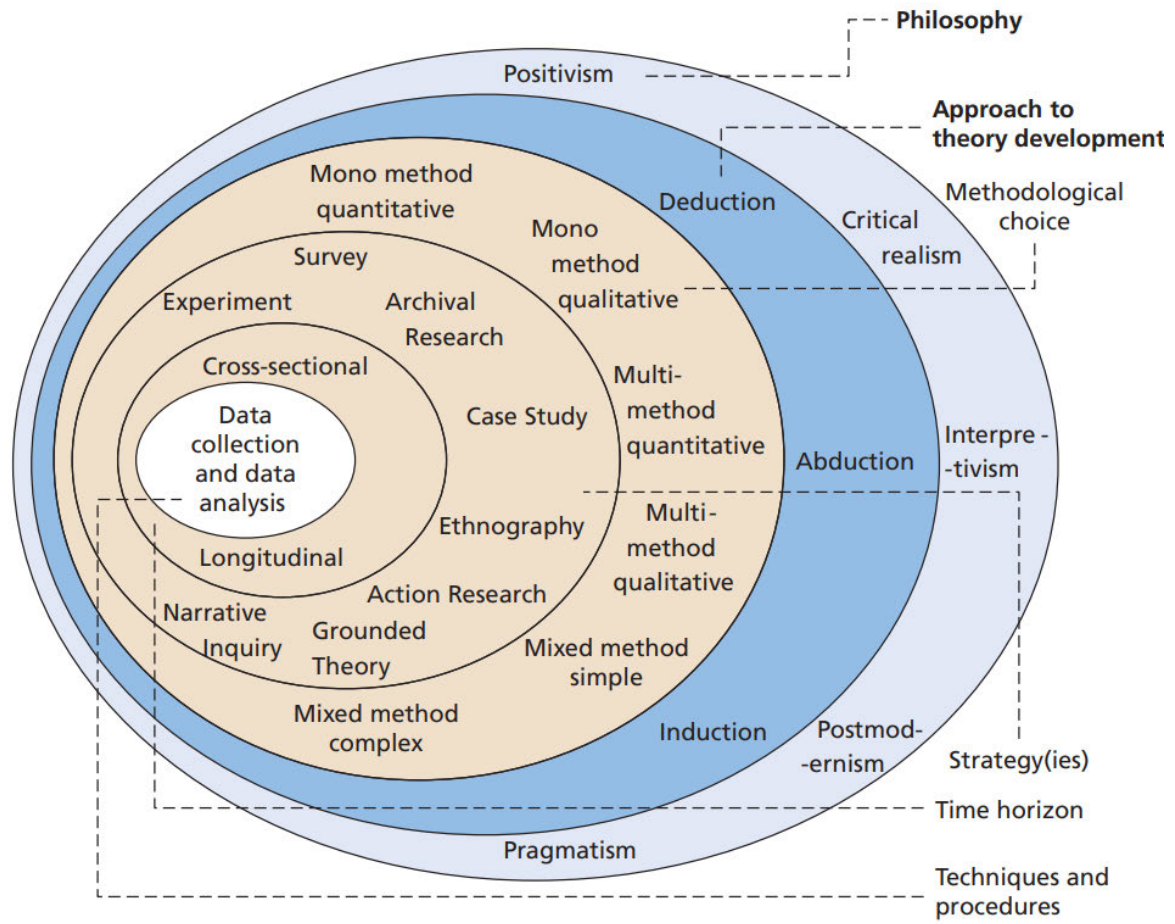 Philosophy
Positivism
Approach to
theory development
Mono method
quantitative
Deduction
Methodological
choice
Critical
realism
Mono
method
qualitative
Survey
Experiment
Archival
Research
Cross-sectional
Multi-
method
quantitative
Data
collection
and data
analysis
Case Study
Abduction
Interpre -
-tivism
Ethnography
Multi-
method
qualitative
Longitudinal
Action Research
Narrative
Inquiry
Grounded
Theory
Mixed method
simple
Mixed method
complex
Induction
Postmod-
-ernism
Strategy(ies)
Time horizon
Pragmatism
Techniques and
procedures